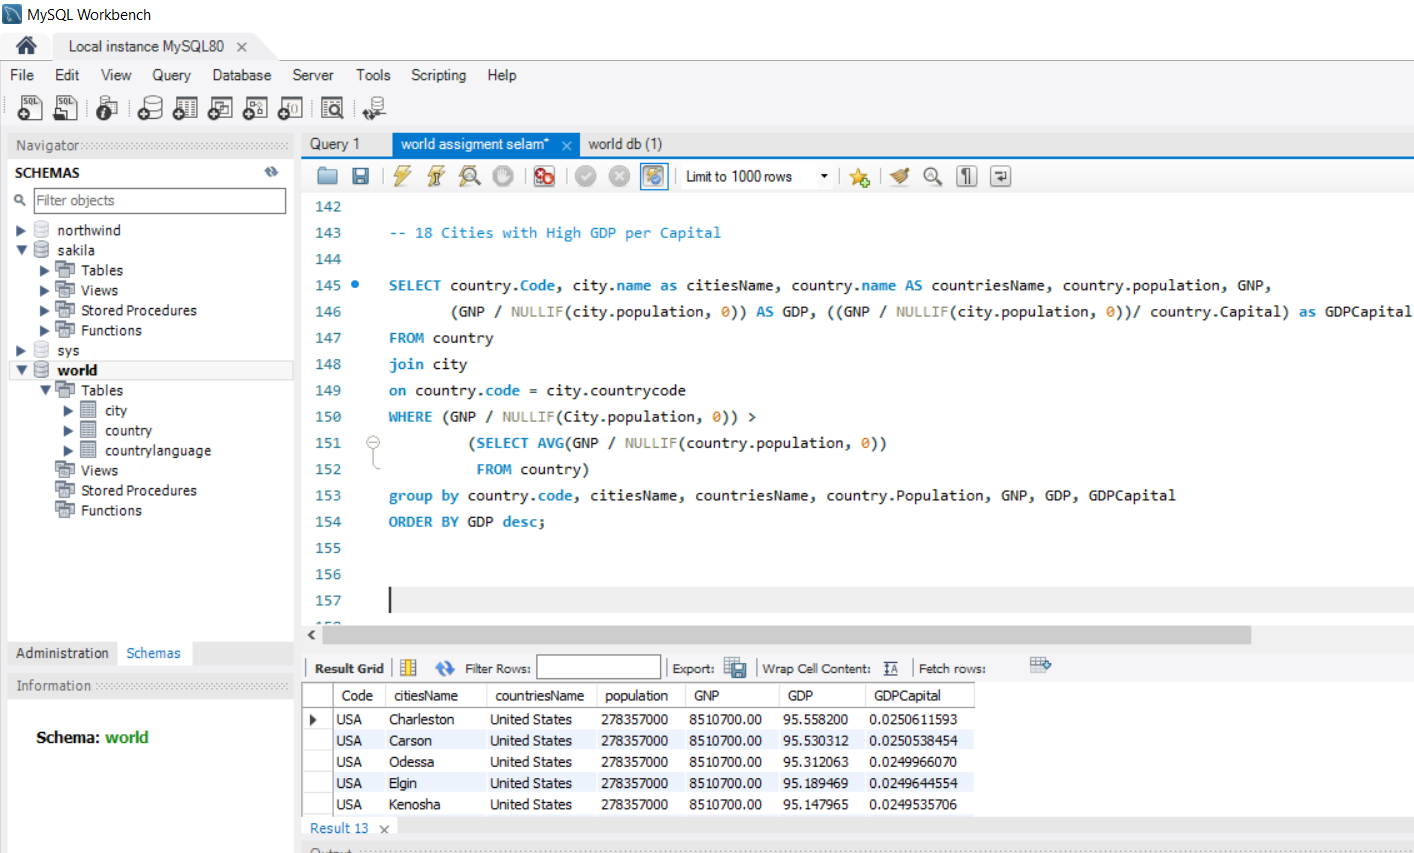 MySQL Workbench
Local instance MySQL80
File Edit View Query Database Server Tools Scripting Help
Navigator
SCHEMAS
Filter objects
northwind
sakila
Tables
Views
Stored Procedures
Functions
sys
world
Tables
city
country
countrylanguage
Views
Stored Procedures
Functions
Administration Schemas
Information
Schema: world
Query 1 world assigment selam* world db (1)
Limit to 1000 rows
142
143 -- 18 Cities with High GDP per Capital
144
145 SELECT country.Code, city.name as citiesName, country.name AS countriesName, country.population, GNP,
146 (GNP / NULLIF(city.population, 0)) AS GDP, ((GNP / NULLIF(city.population, 0))/ country.Capital) as GDPCapital
147 FROM country
148 join city
149 on country.code = city.countrycode
150 WHERE (GNP / NULLIF(City.population, 0)) >
151 (SELECT AVG(GNP / NULLIF(country.population, 0))
152 FROM country)
153 group by country.code, citiesName, countriesName, country.Population, GNP, GDP, GDPCapital
154 ORDER BY GDP desc;
155
156
157
Result Grid Filter Rows: Export: Wrap Cell Content: Fetch rows:
Code citiesName countriesName population GNP GDP GDPCapital
USA Charleston United States 278357000 8510700.00 95.558200 0.0250611593
USA Carson United States 278357000 8510700.00 95.530312 0.0250538454
USA Odessa United States 278357000 8510700.00 95.312063 0.0249966070
USA Elgin United States 278357000 8510700.00 95.189469 0.0249644554
USA Kenosha United States 278357000 8510700.00 95.147965 0.0249535706
Result 13